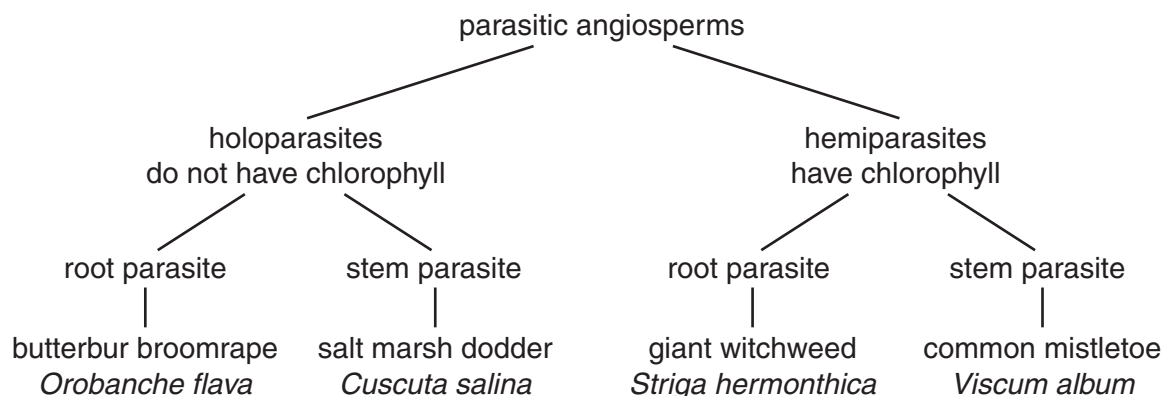 parasitic angiosperms
holoparasites
do not have chlorophyll
hemiparasites
have chlorophyll
root parasite
stem parasite
root parasite
stem parasite
butterbur broomrape
Orobanche flava
salt marsh dodder
Cuscuta salina
giant witchweed
Striga hermonthica
common mistletoe
Viscum album